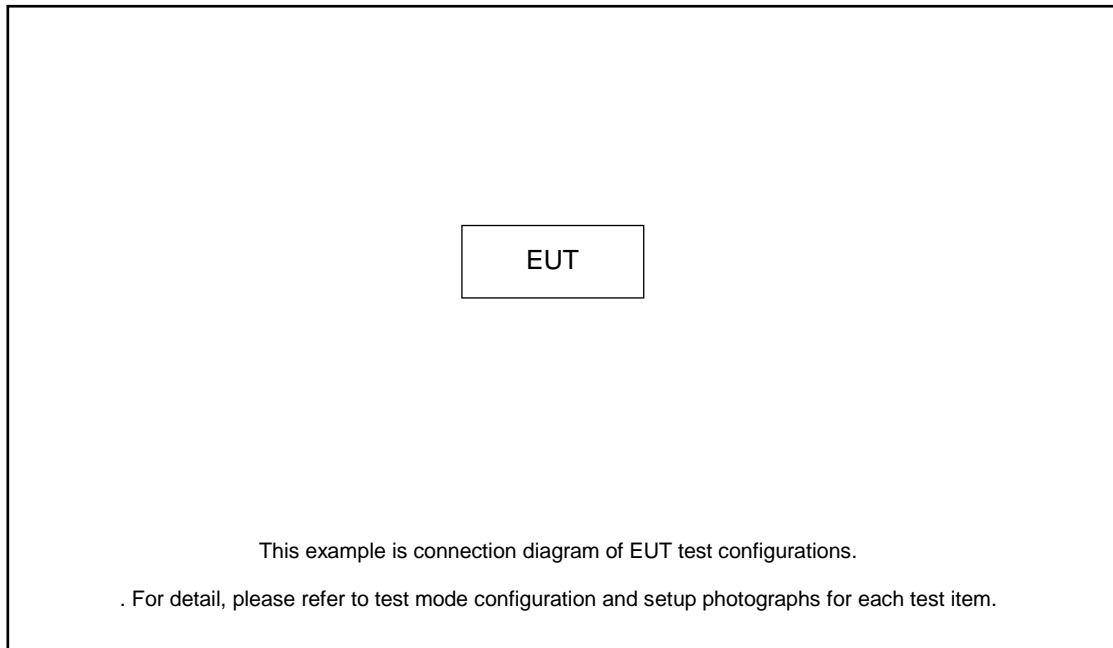 EUT
This example is connection diagram of EUT test configurations.
. For detail, please refer to test mode configuration and setup photographs for each test item.